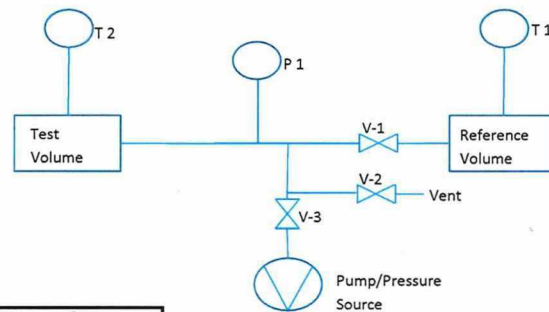 T 2
T 1
P 1
Test
Volume
V-1
Reference
Volume
V-2
Vent
V-3
Pump/Pressure
Source